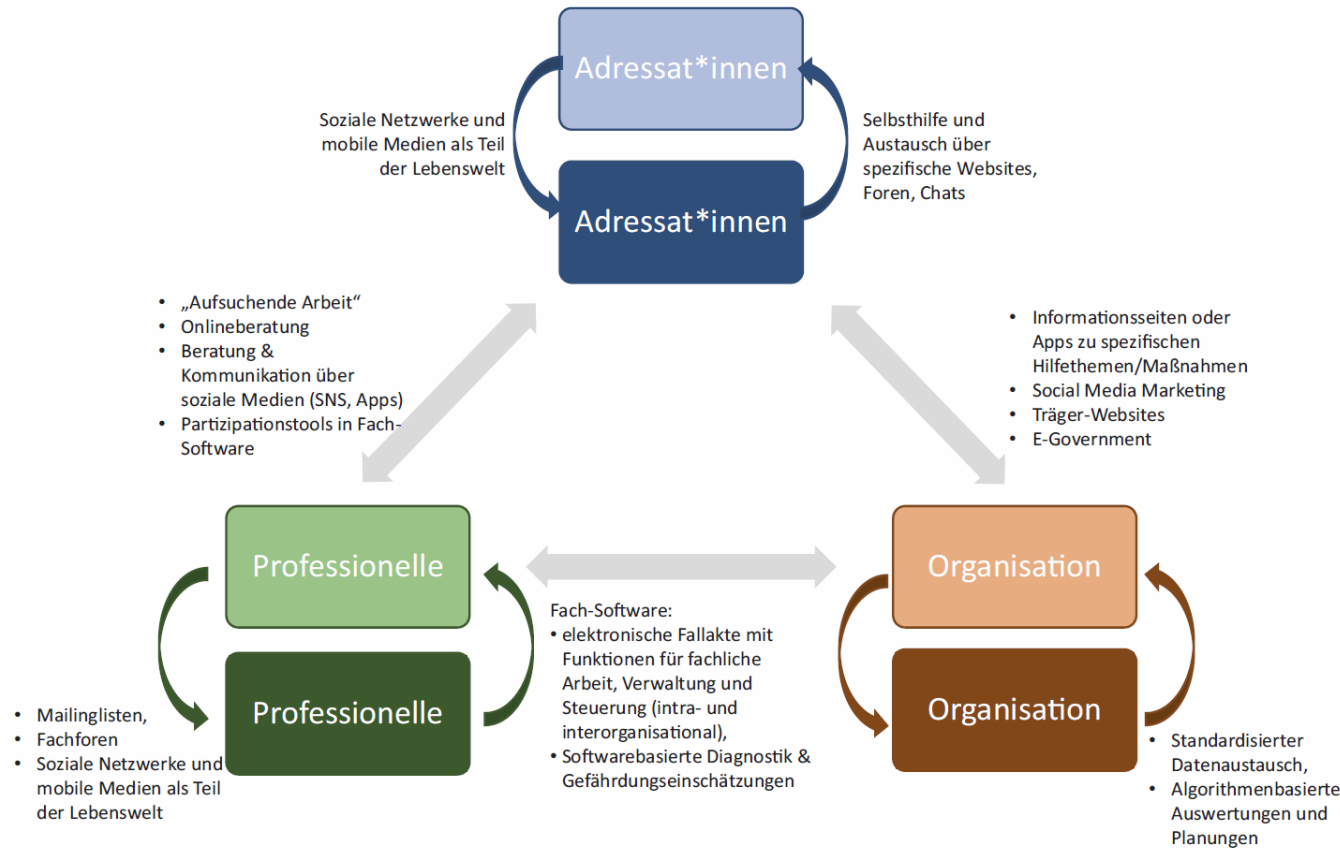 Adressat*innen
Soziale Netzwerke und
mobile Medien als Teil
der Lebenswelt
Selbsthilfe und
Austausch über
spezifische Websites,
Foren, Chats
Adressat*innen
• „Aufsuchende Arbeit“
• Onlineberatung
• Beratung &
Kommunikation über
soziale Medien (SNS, Apps)
• Partizipationstools in Fach-
Software
• Informationsseiten oder
Apps zu spezifischen
Hilfethemen/Maßnahmen
• Social Media Marketing
• Träger-Websites
• E-Government
Professionelle
Professionelle
• Mailinglisten,
• Fachforen
• Soziale Netzwerke und
mobile Medien als Teil
der Lebenswelt
Fach-Software:
• elektronische Fallakte mit
Funktionen für fachliche
Arbeit, Verwaltung und
Steuerung (intra- und
interorganisational),
• Softwarebasierte Diagnostik &
Gefährdungseinschätzungen
Organisation
Organisation
• Standardisierter
Datenaustausch,
• Algorithmenbasierte
Auswertungen und
Planungen